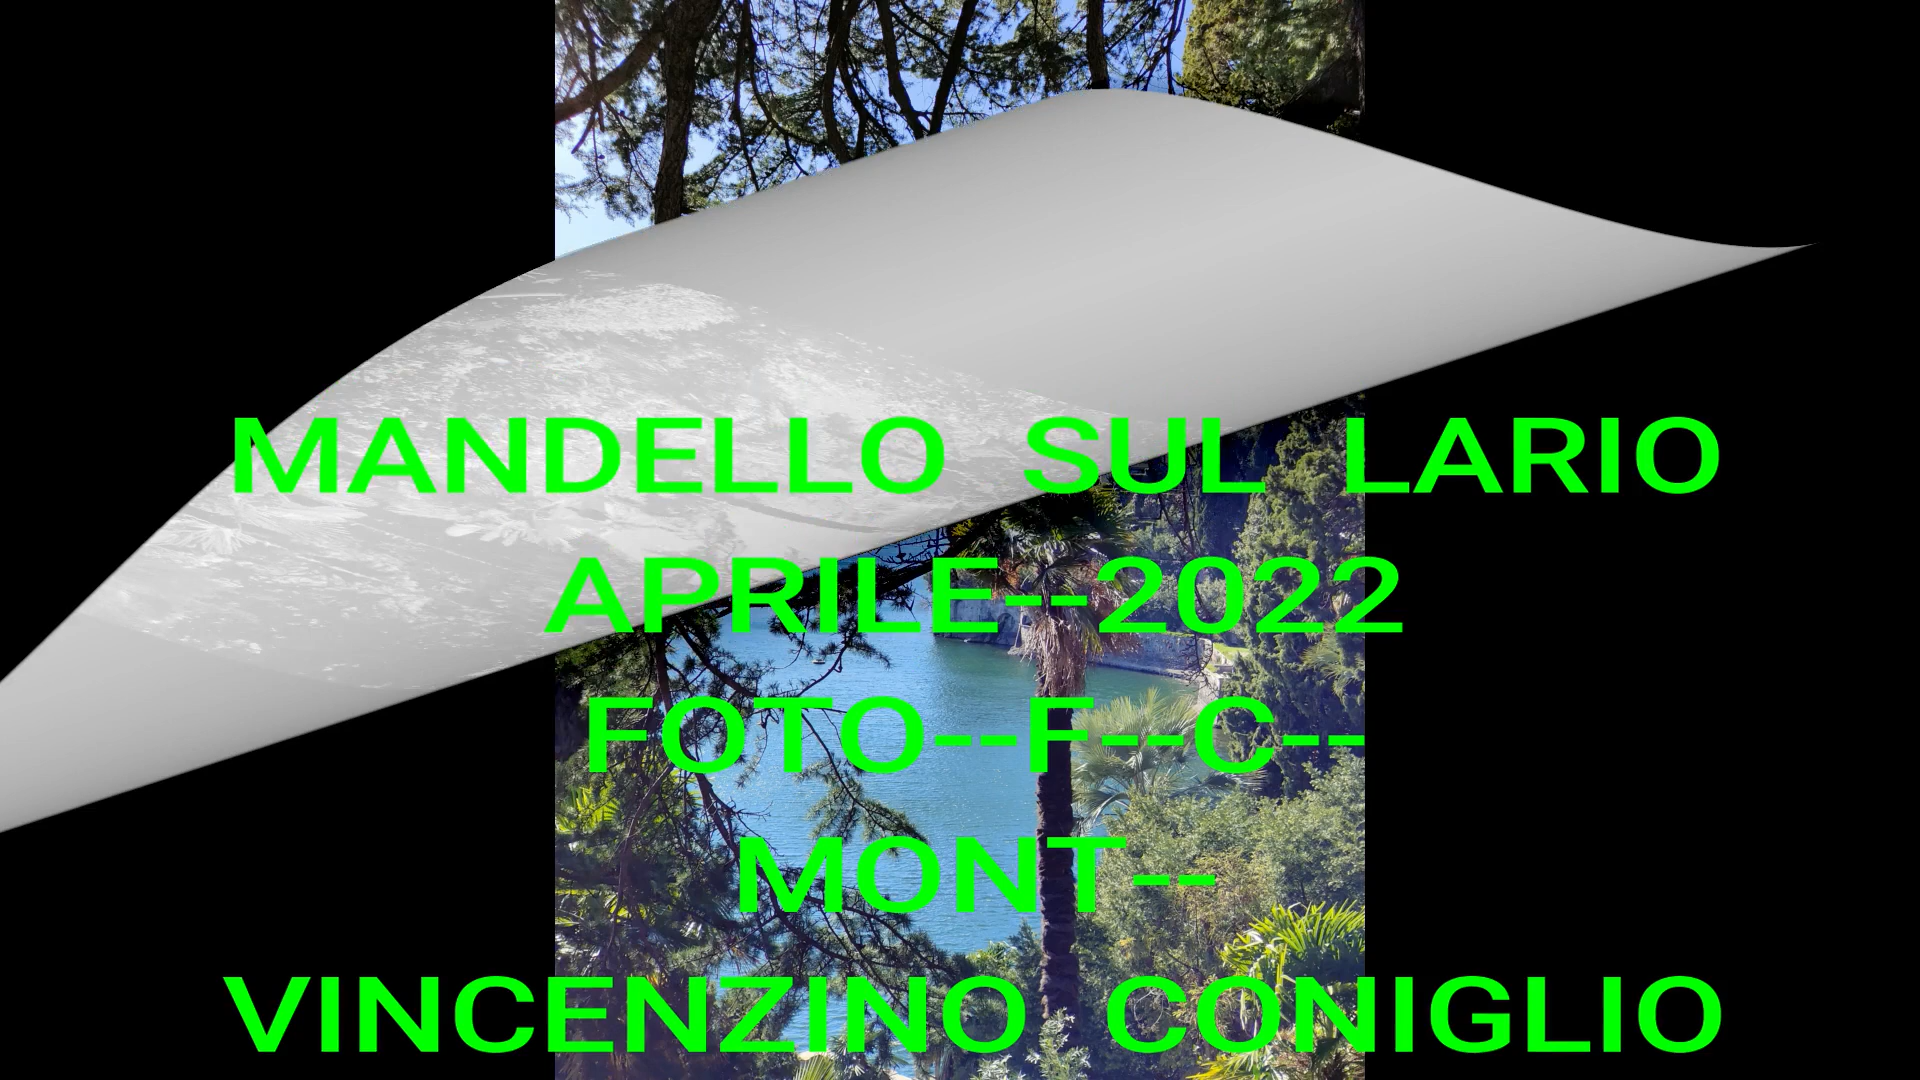 MANDELLO SUL LARIO
APRILE--2022
FOTO--F--C--
MONT--
VINCENZINO CONIGLIO